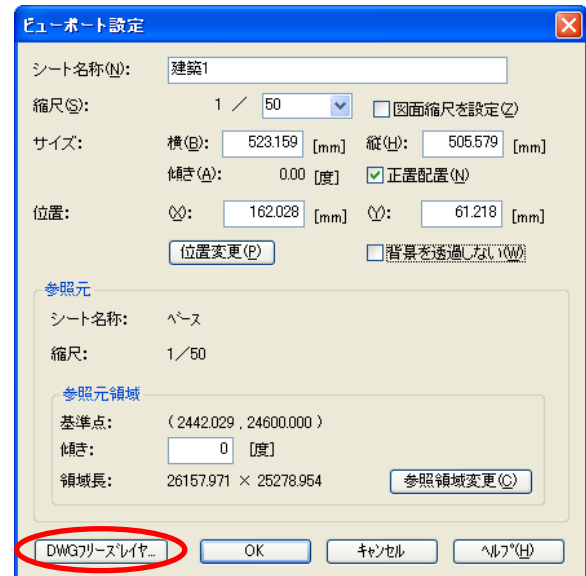 ビューポート設定
シート名称(N): 建築1
縮尺(S): 1 ／ 50 図面縮尺を設定(Z)
サイズ: 横(B): 523.159 [mm] 縦(H): 505.579 [mm]
傾き(A): 0.00 [度] 正置配置(N)
位置: (X): 162.028 [mm] (Y): 61.218 [mm]
位置変更(P) 背景を透過しない(W)
参照元
シート名称: ベース
縮尺: 1／50
参照元領域
基準点: ( 2442.029 , 24600.000 )
傾き: 0 [度]
領域長: 26157.971 × 25278.954 参照領域変更(C)
DWGフリーズレイヤ... OK キャンセル ヘルプ(H)